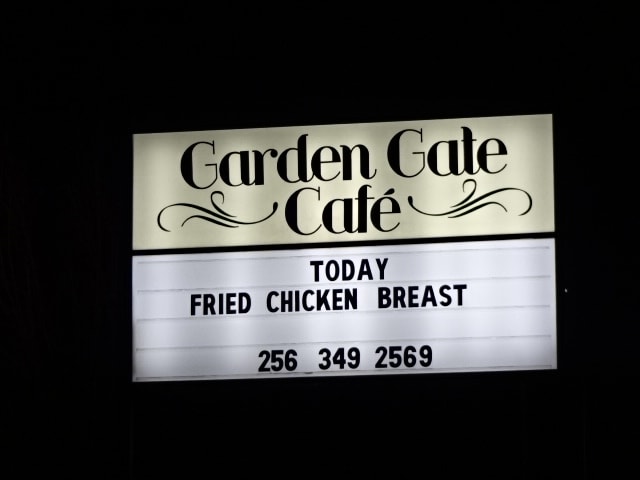 Garden Gate
Café
TODAY
FRIED CHICKEN BREAST
256 349 2569